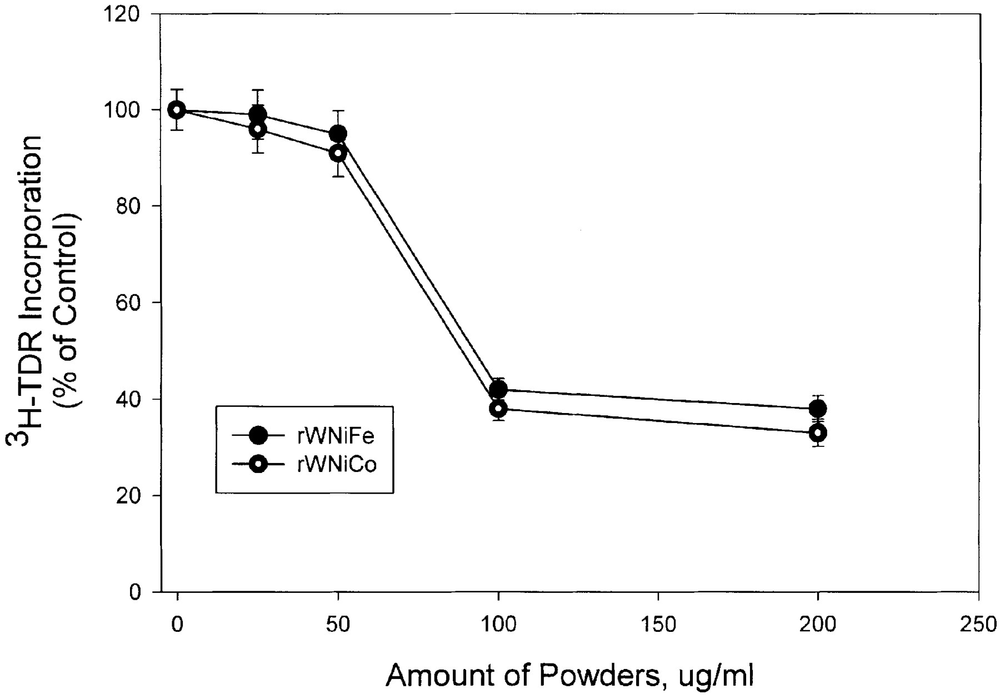 120
100
80
60
40
20
0
³H-TDR Incorporation
(% of Control)
rWNiFe
rWNiCo
0 50 100 150 200 250
Amount of Powders, ug/ml